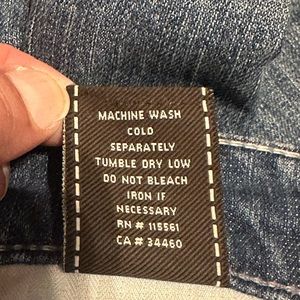 MACHINE WASH
COLD
SEPARATELY
TUMBLE DRY LOW
DO NOT BLEACH
IRON IF
NECESSARY
RN # 115561
CA # 34460